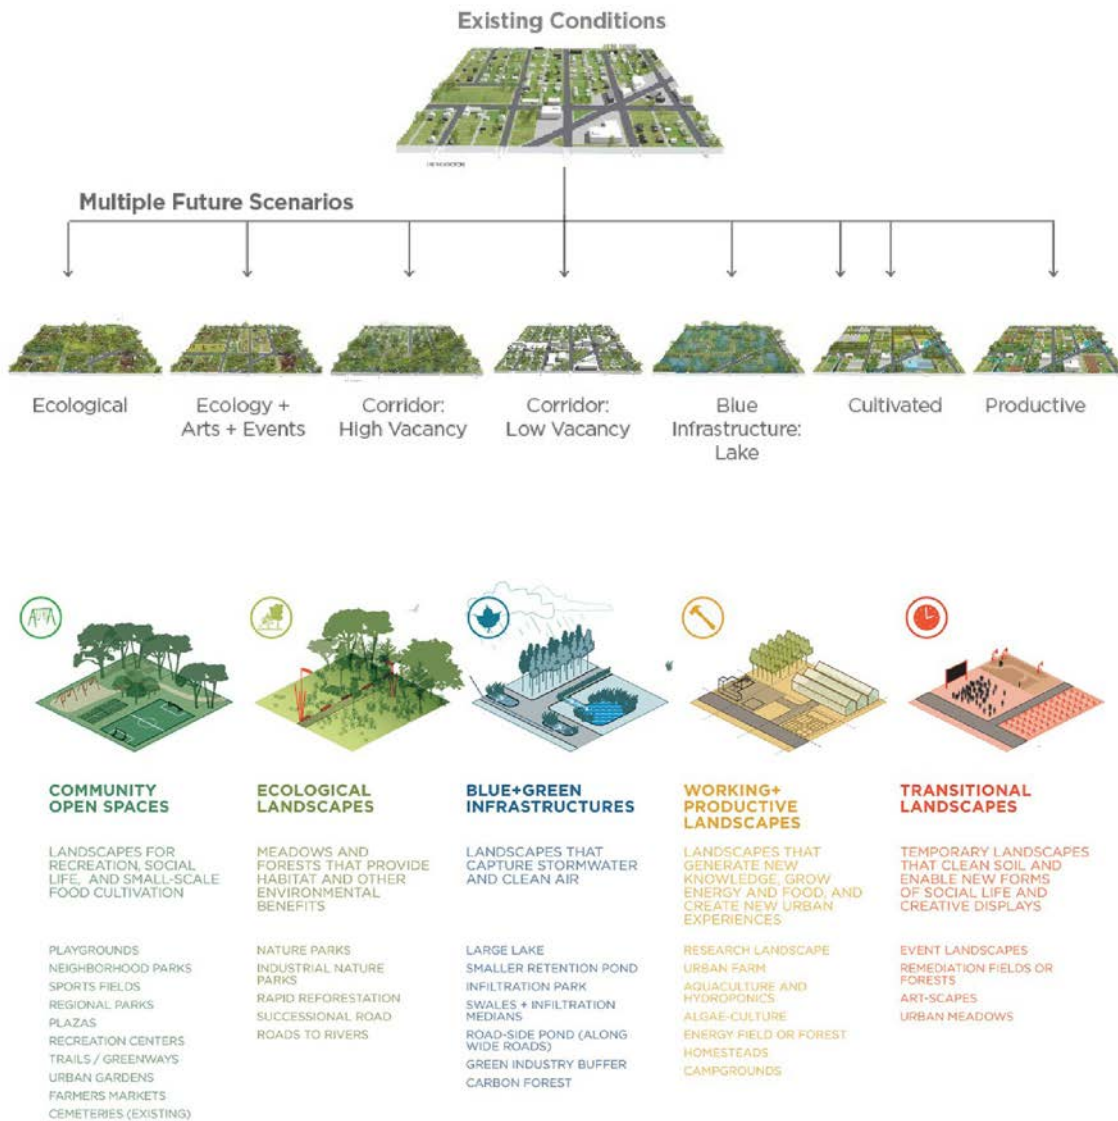 Existing Conditions
Multiple Future Scenarios
Ecological
Ecology +
Arts + Events
Corridor:
High Vacancy
Corridor:
Low Vacancy
Blue
Infrastructure:
Lake
Cultivated
Productive
COMMUNITY
OPEN SPACES
LANDSCAPES FOR
RECREATION, SOCIAL
LIFE, AND SMALL-SCALE
FOOD CULTIVATION
PLAYGROUNDS
NEIGHBORHOOD PARKS
SPORTS FIELDS
REGIONAL PARKS
PLAZAS
RECREATION CENTERS
TRAILS / GREENWAYS
URBAN GARDENS
FARMERS MARKETS
CEMETERIES (EXISTING)
ECOLOGICAL
LANDSCAPES
MEADOWS AND
FORESTS THAT PROVIDE
HABITAT AND OTHER
ENVIRONMENTAL
BENEFITS
NATURE PARKS
INDUSTRIAL NATURE
PARKS
RAPID REFORESTATION
SUCCESSIONAL ROAD
ROADS TO RIVERS
BLUE+GREEN
INFRASTRUCTURES
LANDSCAPES THAT
CAPTURE STORMWATER
AND CLEAN AIR
LARGE LAKE
SMALLER RETENTION POND
INFILTRATION PARK
SWALES + INFILTRATION
MEDIANS
ROAD-SIDE POND (ALONG
WIDE ROADS)
GREEN INDUSTRY BUFFER
CARBON FOREST
WORKING+
PRODUCTIVE
LANDSCAPES
LANDSCAPES THAT
GENERATE NEW
KNOWLEDGE, GROW
ENERGY AND FOOD, AND
CREATE NEW URBAN
EXPERIENCES
RESEARCH LANDSCAPE
URBAN FARM
AQUACULTURE AND
HYDROPONICS
ALGAE-CULTURE
ENERGY FIELD OR FOREST
HOMESTEADS
CAMPGROUNDS
TRANSITIONAL
LANDSCAPES
TEMPORARY LANDSCAPES
THAT CLEAN SOIL AND
ENABLE NEW FORMS
OF SOCIAL LIFE AND
CREATIVE DISPLAYS
EVENT LANDSCAPES
REMEDIATION FIELDS OR
FORESTS
ART-SCAPES
URBAN MEADOWS